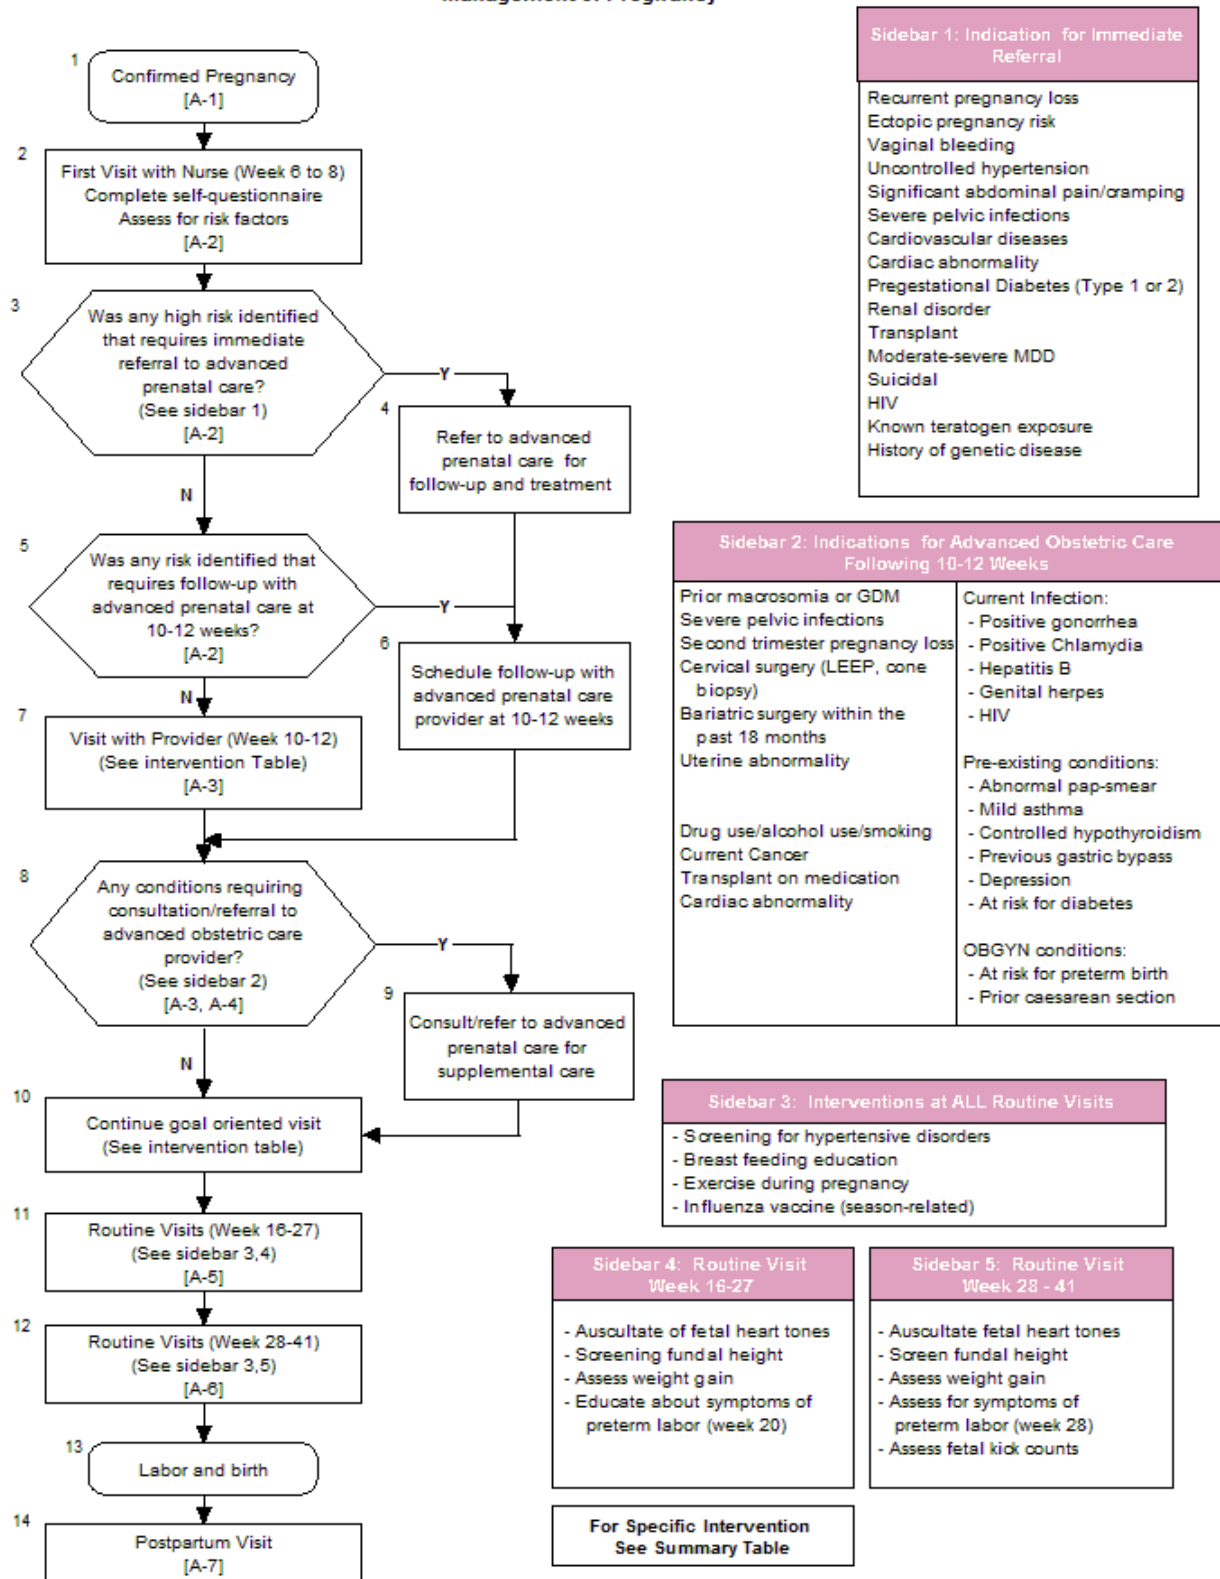 Management of Pregnancy
1
Confirmed Pregnancy
[A-1]
2
First Visit with Nurse (Week 6 to 8)
Complete self-questionnaire
Assess for risk factors
[A-2]
3
Was any high risk identified
that requires immediate
referral to advanced
prenatal care?
(See sidebar 1)
[A-2]
Y
N
4
Refer to advanced
prenatal care for
follow-up and treatment
5
Was any risk identified that
requires follow-up with
advanced prenatal care at
10-12 weeks?
[A-2]
Y
N
6
Schedule follow-up with
advanced prenatal care
provider at 10-12 weeks
7
Visit with Provider (Week 10-12)
(See intervention Table)
[A-3]
8
Any conditions requiring
consultation/referral to
advanced obstetric care
provider?
(See sidebar 2)
[A-3, A-4]
Y
N
9
Consult/refer to advanced
prenatal care for
supplemental care
10
Continue goal oriented visit
(See intervention table)
11
Routine Visits (Week 16-27)
(See sidebar 3,4)
[A-5]
12
Routine Visits (Week 28-41)
(See sidebar 3,5)
[A-6]
13
Labor and birth
14
Postpartum Visit
[A-7]
Sidebar 1: Indication for Immediate
Referral
Recurrent pregnancy loss
Ectopic pregnancy risk
Vaginal bleeding
Uncontrolled hypertension
Significant abdominal pain/cramping
Severe pelvic infections
Cardiovascular diseases
Cardiac abnormality
Pregestational Diabetes (Type 1 or 2)
Renal disorder
Transplant
Moderate-severe MDD
Suicidal
HIV
Known teratogen exposure
History of genetic disease
Sidebar 2: Indications for Advanced Obstetric Care
Following 10-12 Weeks
Prior macrosomia or GDM
Severe pelvic infections
Second trimester pregnancy loss
Cervical surgery (LEEP, cone
biopsy)
Bariatric surgery within the
past 18 months
Uterine abnormality
Drug use/alcohol use/smoking
Current Cancer
Transplant on medication
Cardiac abnormality
Current Infection:
- Positive gonorrhea
- Positive Chlamydia
- Hepatitis B
- Genital herpes
- HIV
Pre-existing conditions:
- Abnormal pap-smear
- Mild asthma
- Controlled hypothyroidism
- Previous gastric bypass
- Depression
- At risk for diabetes
OBGYN conditions:
- At risk for preterm birth
- Prior caesarean section
Sidebar 3: Interventions at ALL Routine Visits
- Screening for hypertensive disorders
- Breast feeding education
- Exercise during pregnancy
- Influenza vaccine (season-related)
Sidebar 4: Routine Visit
Week 16-27
- Auscultate of fetal heart tones
- Screening fundal height
- Assess weight gain
- Educate about symptoms of
preterm labor (week 20)
Sidebar 5: Routine Visit
Week 28 - 41
- Auscultate fetal heart tones
- Screen fundal height
- Assess weight gain
- Assess for symptoms of
preterm labor (week 28)
- Assess fetal kick counts
For Specific Intervention
See Summary Table